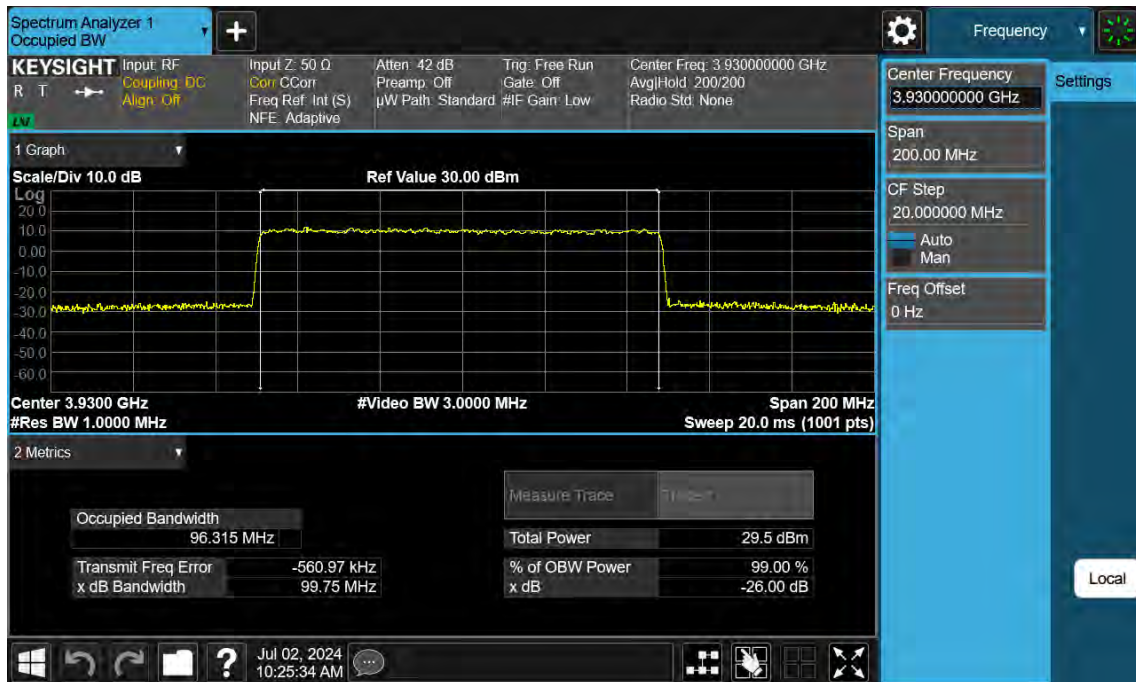 Spectrum Analyzer 1
Occupied BW
Frequency
KEYSIGHT
R T
Input: RF
Coupling: DC
Align: Off
Input Z: 50 Ω
Corr CCorr
Freq Ref: Int (S)
NFE: Adaptive
Atten: 42 dB
Preamp: Off
µW Path: Standard
Trig: Free Run
Gate: Off
#IF Gain: Low
Center Freq: 3.930000000 GHz
Avg|Hold: 200/200
Radio Std: None
Center Frequency
3.930000000 GHz
Settings
Span
200.00 MHz
CF Step
20.000000 MHz
Auto
Man
Freq Offset
0 Hz
Local
1 Graph
Scale/Div 10.0 dB
Ref Value 30.00 dBm
Log
20.0
10.0
0.00
-10.0
-20.0
-30.0
-40.0
-50.0
-60.0
Center 3.9300 GHz
#Video BW 3.0000 MHz
Span 200 MHz
#Res BW 1.0000 MHz
Sweep 20.0 ms (1001 pts)
2 Metrics
Measure Trace
Occupied Bandwidth
96.315 MHz
Total Power 29.5 dBm
Transmit Freq Error -560.97 kHz
% of OBW Power 99.00 %
x dB Bandwidth 99.75 MHz
x dB -26.00 dB
?
Jul 02, 2024
10:25:34 AM